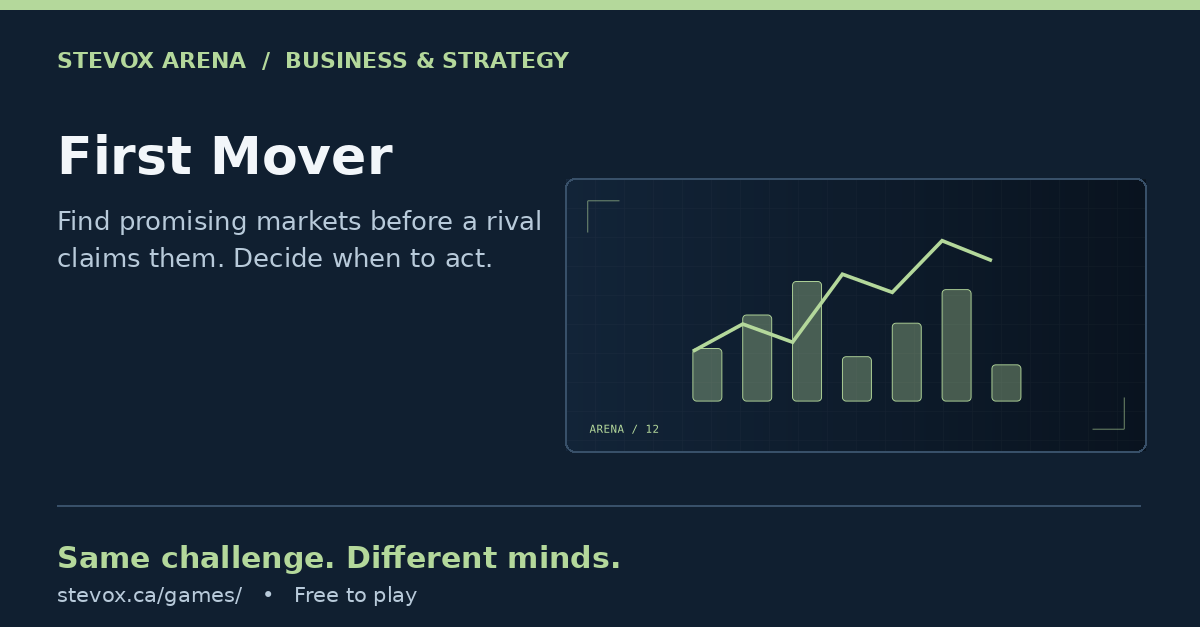 STEVOX ARENA / BUSINESS & STRATEGY
First Mover
Find promising markets before a rival
claims them. Decide when to act.
ARENA / 12
Same challenge. Different minds.
stevox.ca/games/ • Free to play